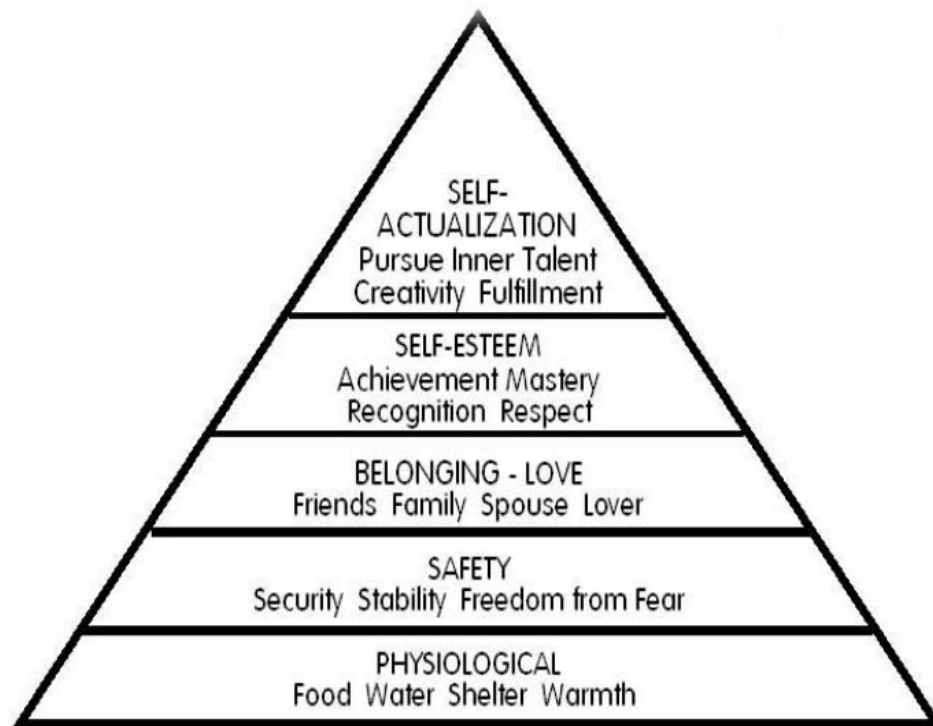 SELF-
ACTUALIZATION
Pursue Inner Talent
Creativity Fulfillment
SELF-ESTEEM
Achievement Mastery
Recognition Respect
BELONGING - LOVE
Friends Family Spouse Lover
SAFETY
Security Stability Freedom from Fear
PHYSIOLOGICAL
Food Water Shelter Warmth